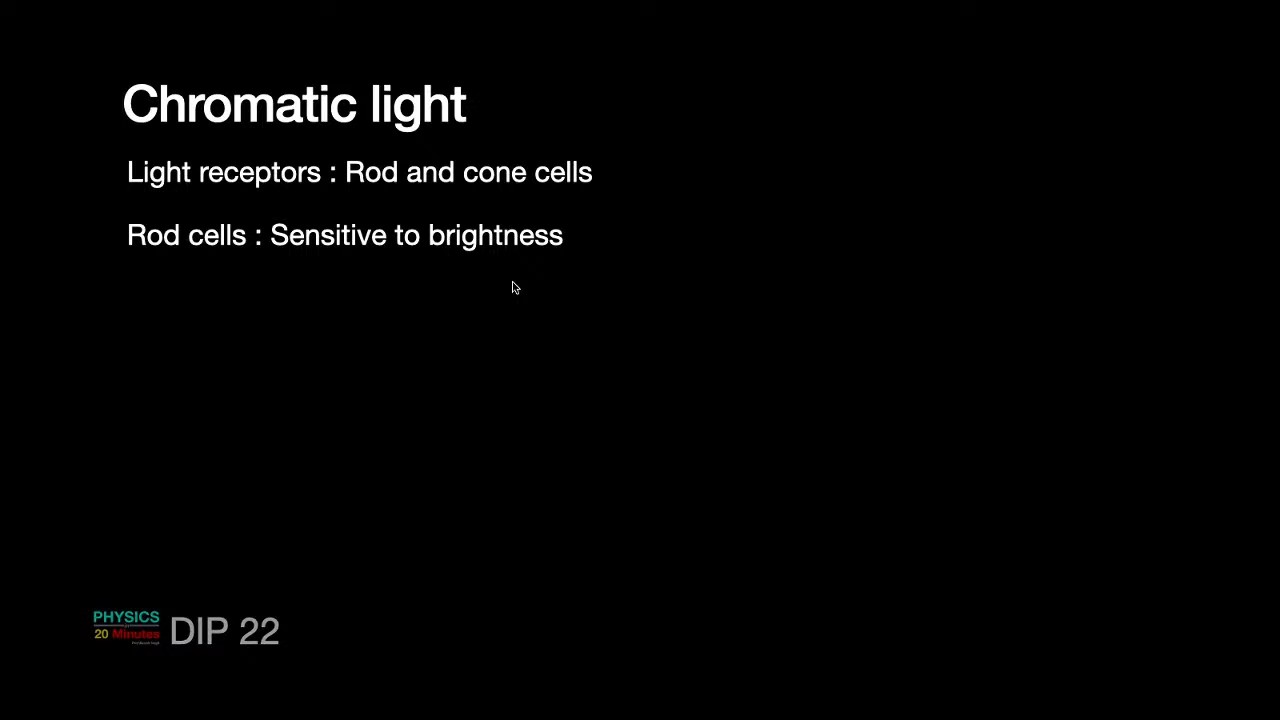 Chromatic light
Light receptors : Rod and cone cells
Rod cells : Sensitive to brightness
PHYSICS
20 Minutes
DIP 22